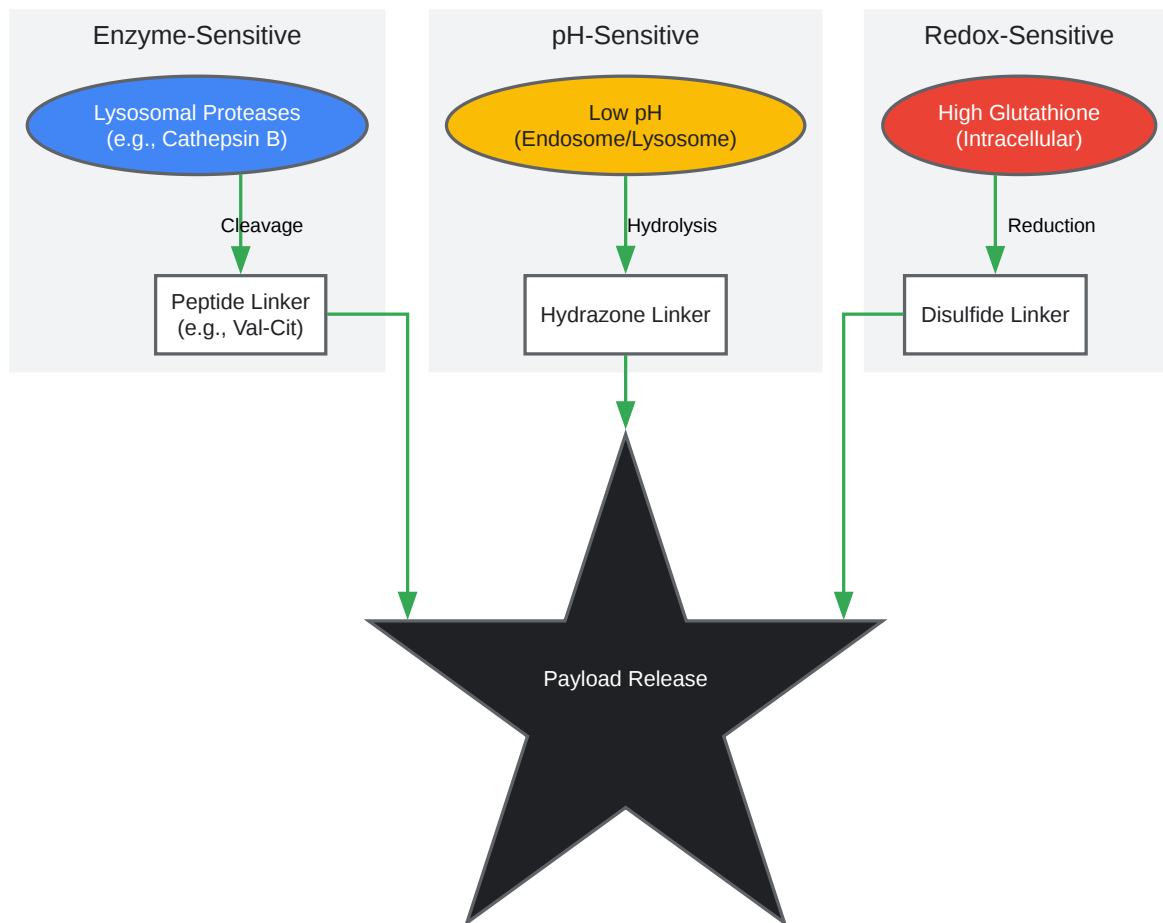 Enzyme-Sensitive
Lysosomal Proteases
(e.g., Cathepsin B)
Cleavage
Peptide Linker
(e.g., Val-Cit)
pH-Sensitive
Low pH
(Endosome/Lysosome)
Hydrolysis
Hydrazone Linker
Redox-Sensitive
High Glutathione
(Intracellular)
Reduction
Disulfide Linker
Payload Release